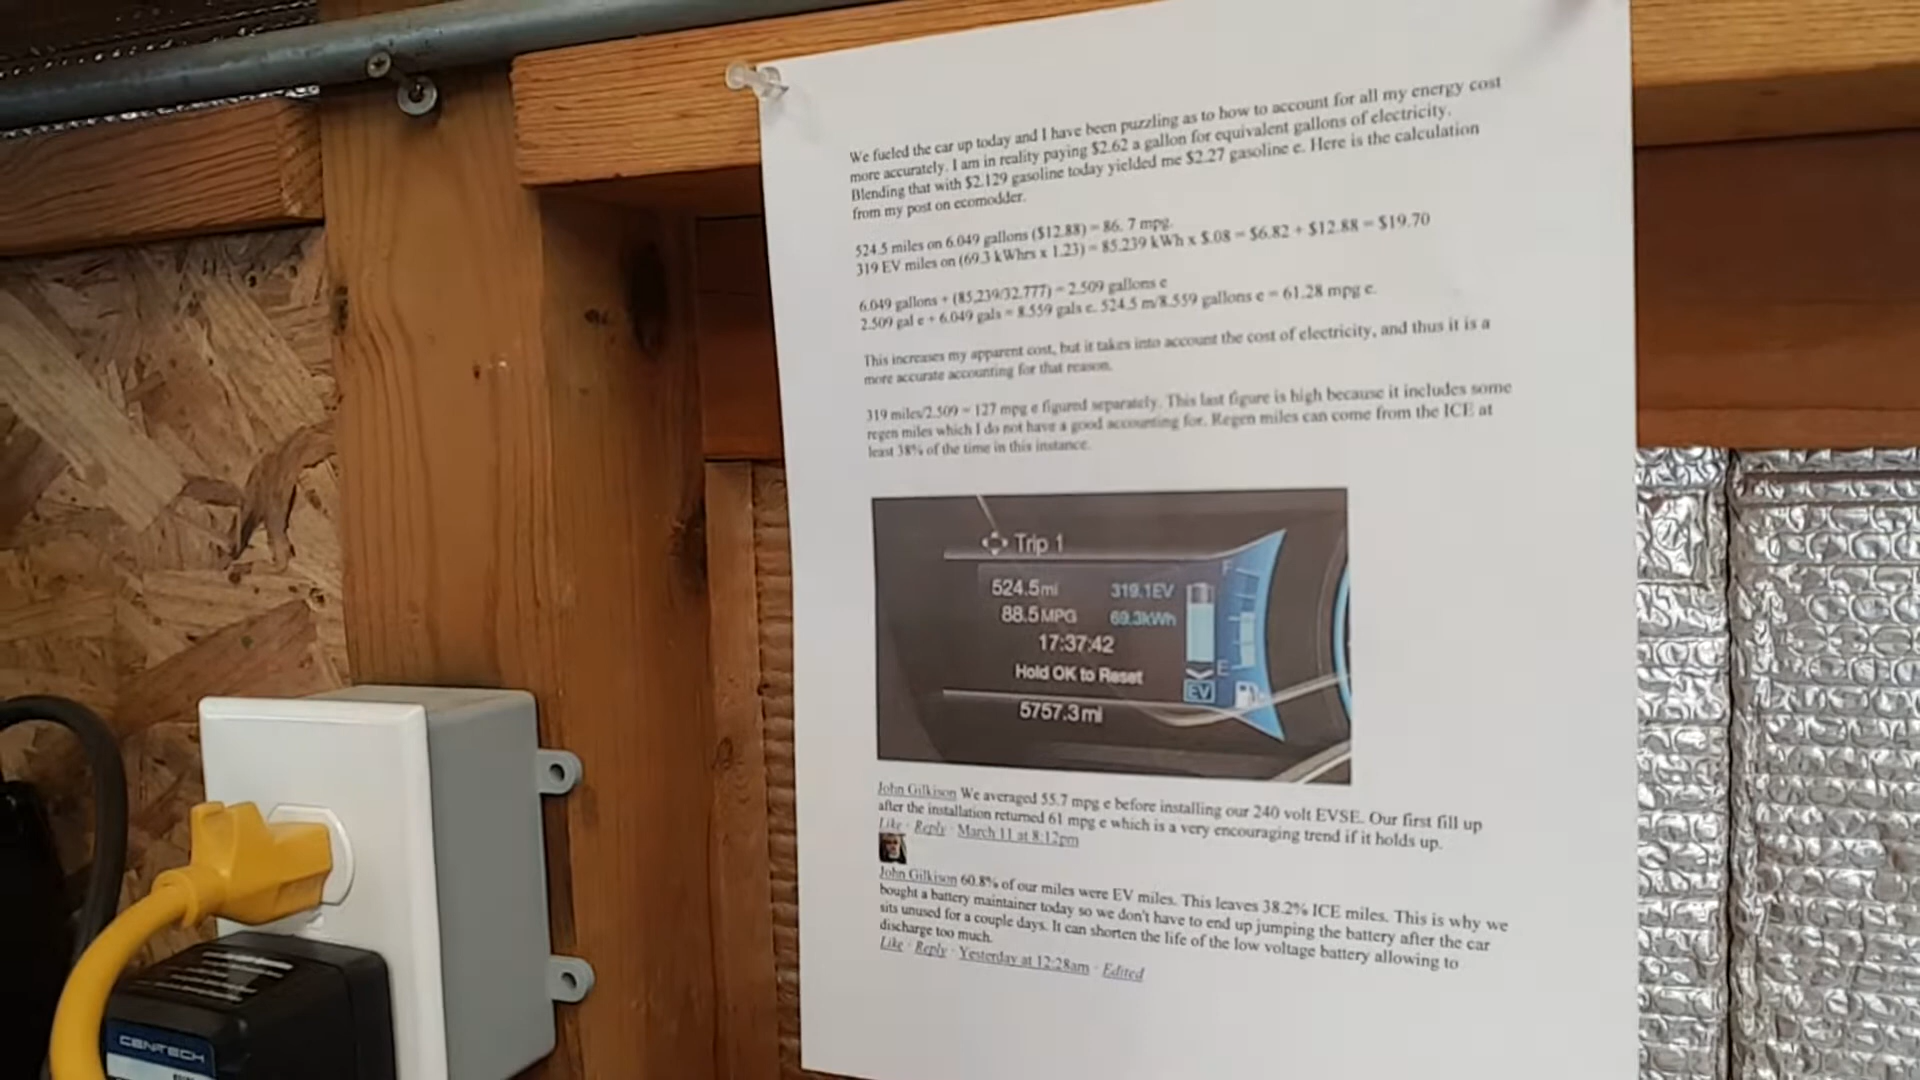 We fueled the car up today and I have been puzzling as to how to account for all my energy cost
more accurately. I am in reality paying $2.62 a gallon for equivalent gallons of electricity.
Blending that with $2.129 gasoline today yielded me $2.27 gasoline e. Here is the calculation
from my post on ecomodder.
524.5 miles on 6.049 gallons ($12.88) = 86. 7 mpg.
319 EV miles on (69.3 kWhrs x 1.23) = 85.239 kWh x $.08 = $6.82 + $12.88 = $19.70
6.049 gallons + (85.239/32.777) = 2.509 gallons e
2.509 gal e + 6.049 gals = 8.559 gals e. 524.5 m/8.559 gallons e = 61.28 mpg e.
This increases my apparent cost, but it takes into account the cost of electricity, and thus it is a
more accurate accounting for that reason.
319 miles/2.509 = 127 mpg e figured separately. This last figure is high because it includes some
regen miles which I do not have a good accounting for. Regen miles can come from the ICE at
least 38% of the time in this instance.
Trip 1
F
524.5mi 319.1EV
88.5MPG 69.3kWh
17:37:42
Hold OK to Reset
E
EV
5757.3mi
John Gilkison We averaged 55.7 mpg e before installing our 240 volt EVSE. Our first fill up
after the installation returned 61 mpg e which is a very encouraging trend if it holds up.
Like · Reply · March 11 at 8:12pm
John Gilkison 60.8% of our miles were EV miles. This leaves 38.2% ICE miles. This is why we
bought a battery maintainer today so we don't have to end up jumping the battery after the car
sits unused for a couple days. It can shorten the life of the low voltage battery allowing to
discharge too much.
Like · Reply · Yesterday at 12:28am · Edited
CEN-TECH